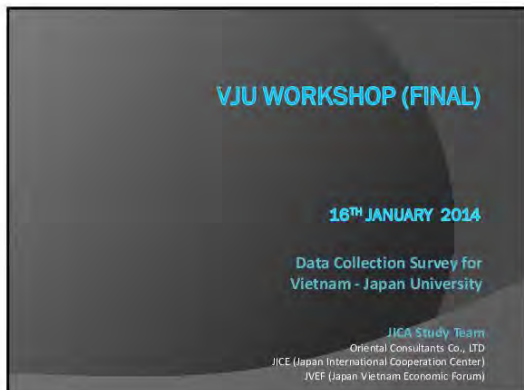 VJU WORKSHOP (FINAL)
16TH JANUARY 2014
Data Collection Survey for
Vietnam - Japan University
JICA Study Team
Oriental Consultants Co., LTD
JICE (Japan International Cooperation Center)
JVEF (Japan Vietnam Economic Forum)